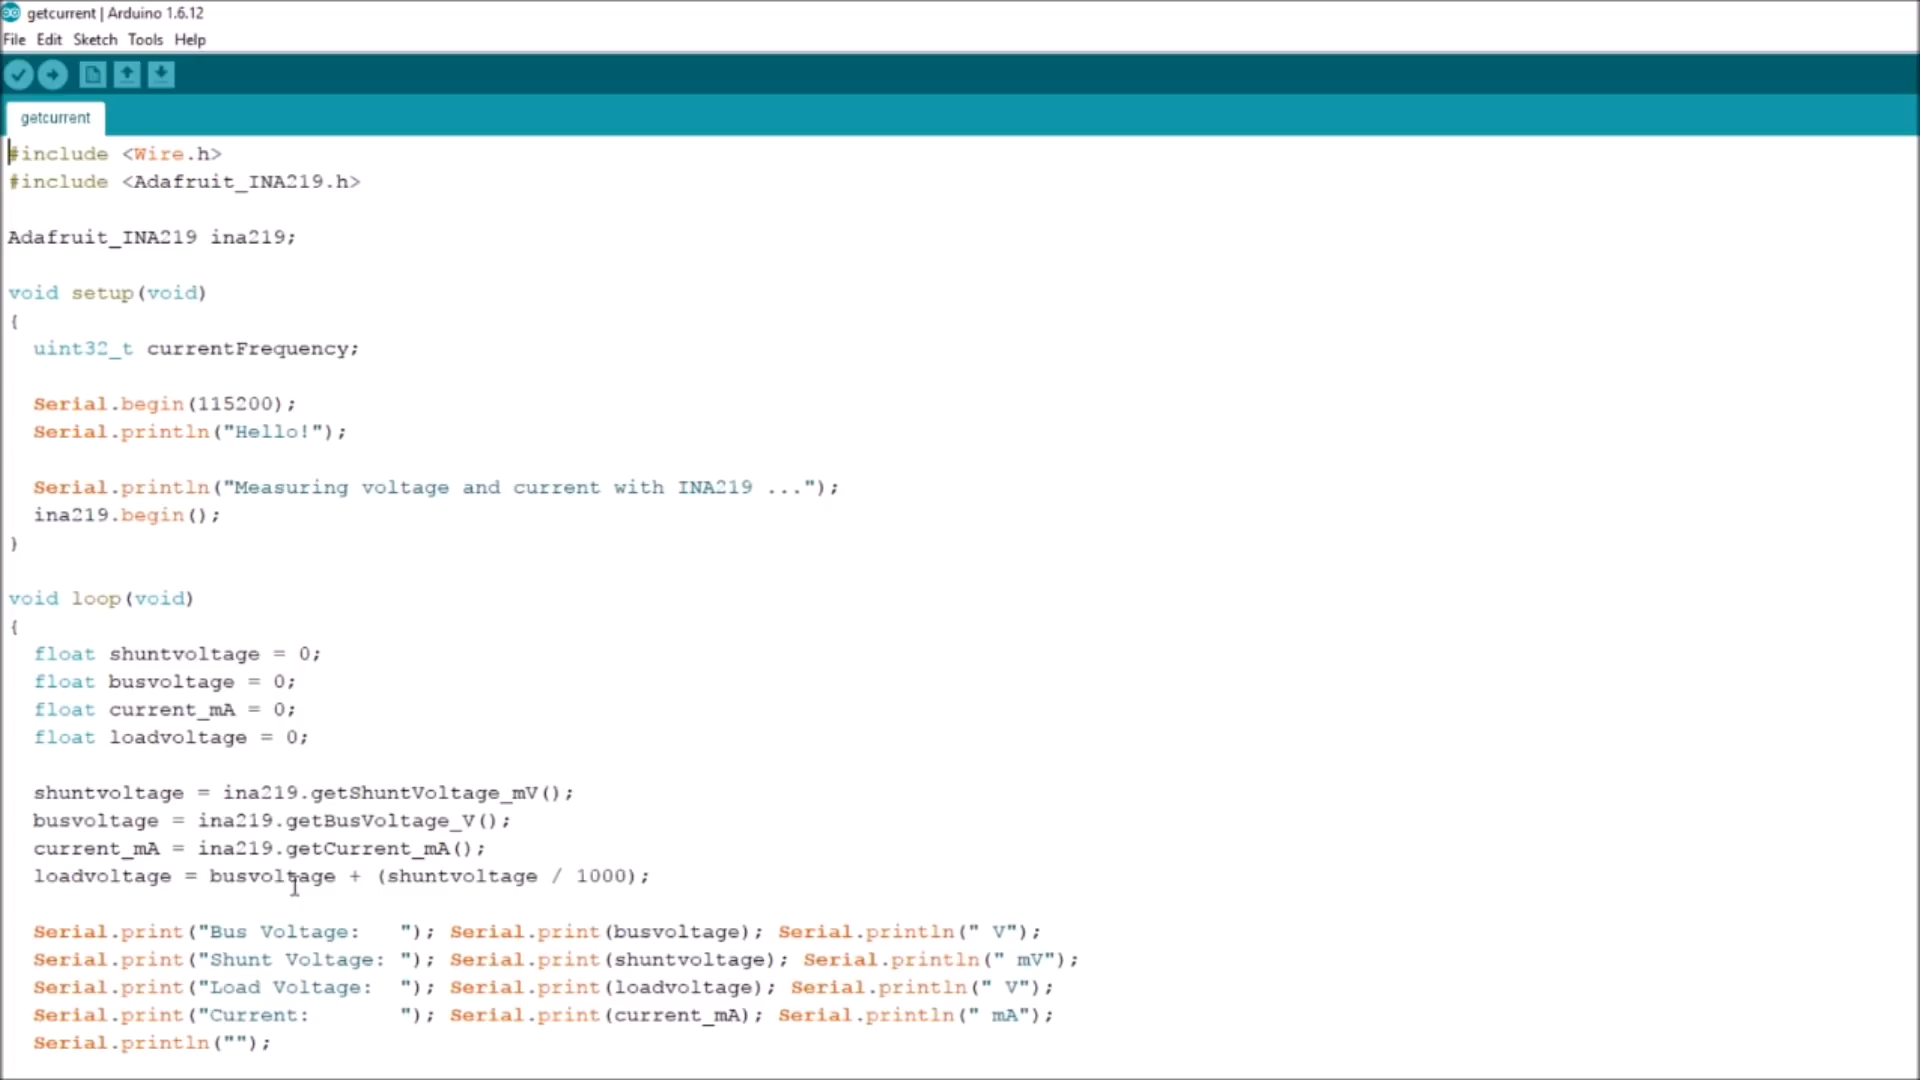 getcurrent | Arduino 1.6.12
File Edit Sketch Tools Help
getcurrent
#include <Wire.h>
#include <Adafruit_INA219.h>
Adafruit_INA219 ina219;
void setup(void)
{
  uint32_t currentFrequency;
  Serial.begin(115200);
  Serial.println("Hello!");
  Serial.println("Measuring voltage and current with INA219 ...");
  ina219.begin();
}
void loop(void)
{
  float shuntvoltage = 0;
  float busvoltage = 0;
  float current_mA = 0;
  float loadvoltage = 0;
  shuntvoltage = ina219.getShuntVoltage_mV();
  busvoltage = ina219.getBusVoltage_V();
  current_mA = ina219.getCurrent_mA();
  loadvoltage = busvoltage + (shuntvoltage / 1000);
  Serial.print("Bus Voltage:   "); Serial.print(busvoltage); Serial.println(" V");
  Serial.print("Shunt Voltage: "); Serial.print(shuntvoltage); Serial.println(" mV");
  Serial.print("Load Voltage:  "); Serial.print(loadvoltage); Serial.println(" V");
  Serial.print("Current:       "); Serial.print(current_mA); Serial.println(" mA");
  Serial.println("");